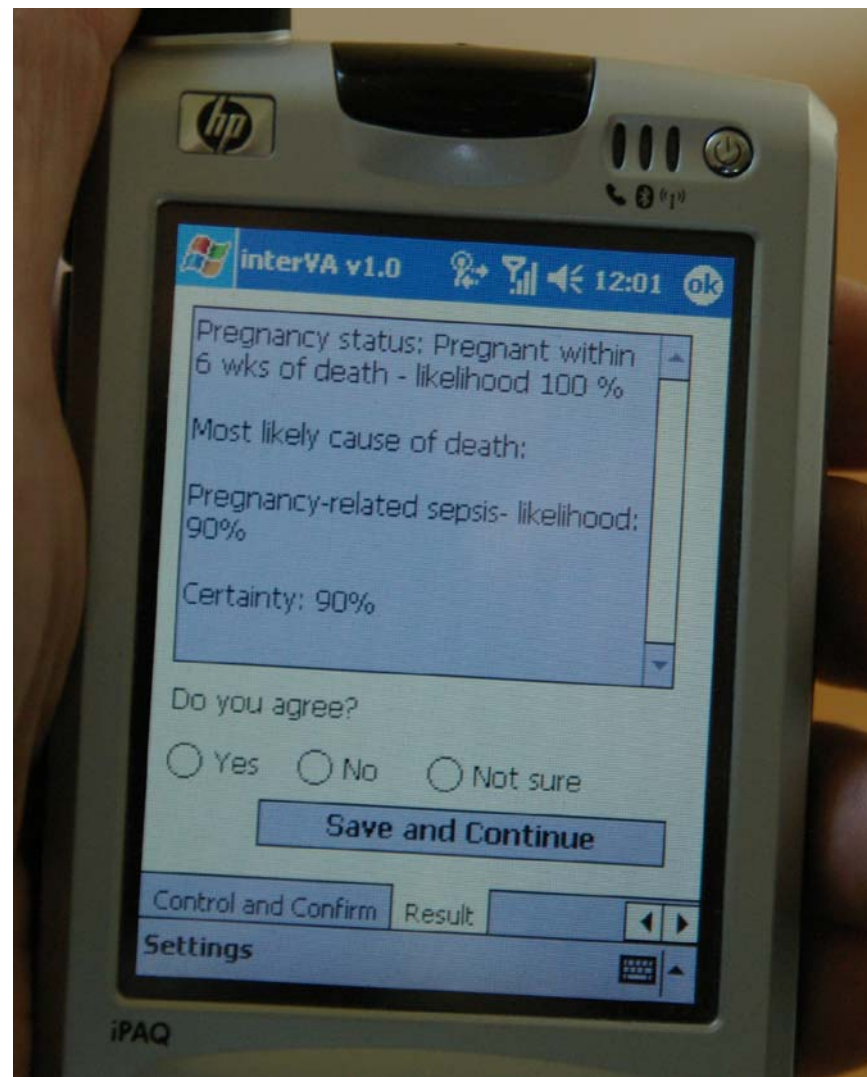 hp
interVA v1.0 12:01 ok
Pregnancy status: Pregnant within
6 wks of death - likelihood 100 %
Most likely cause of death:
Pregnancy-related sepsis- likelihood:
90%
Certainty: 90%
Do you agree?
Yes No Not sure
Save and Continue
Control and Confirm Result
Settings
iPAQ